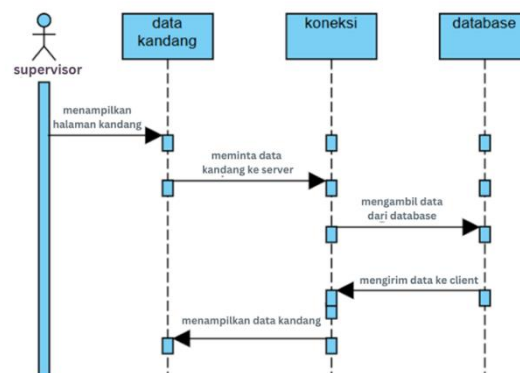 data
kandang
koneksi
database
supervisor
menampilkan
halaman kandang
meminta data
kandang ke server
mengambil data
dari database
mengirim data ke client
menampilkan data kandang